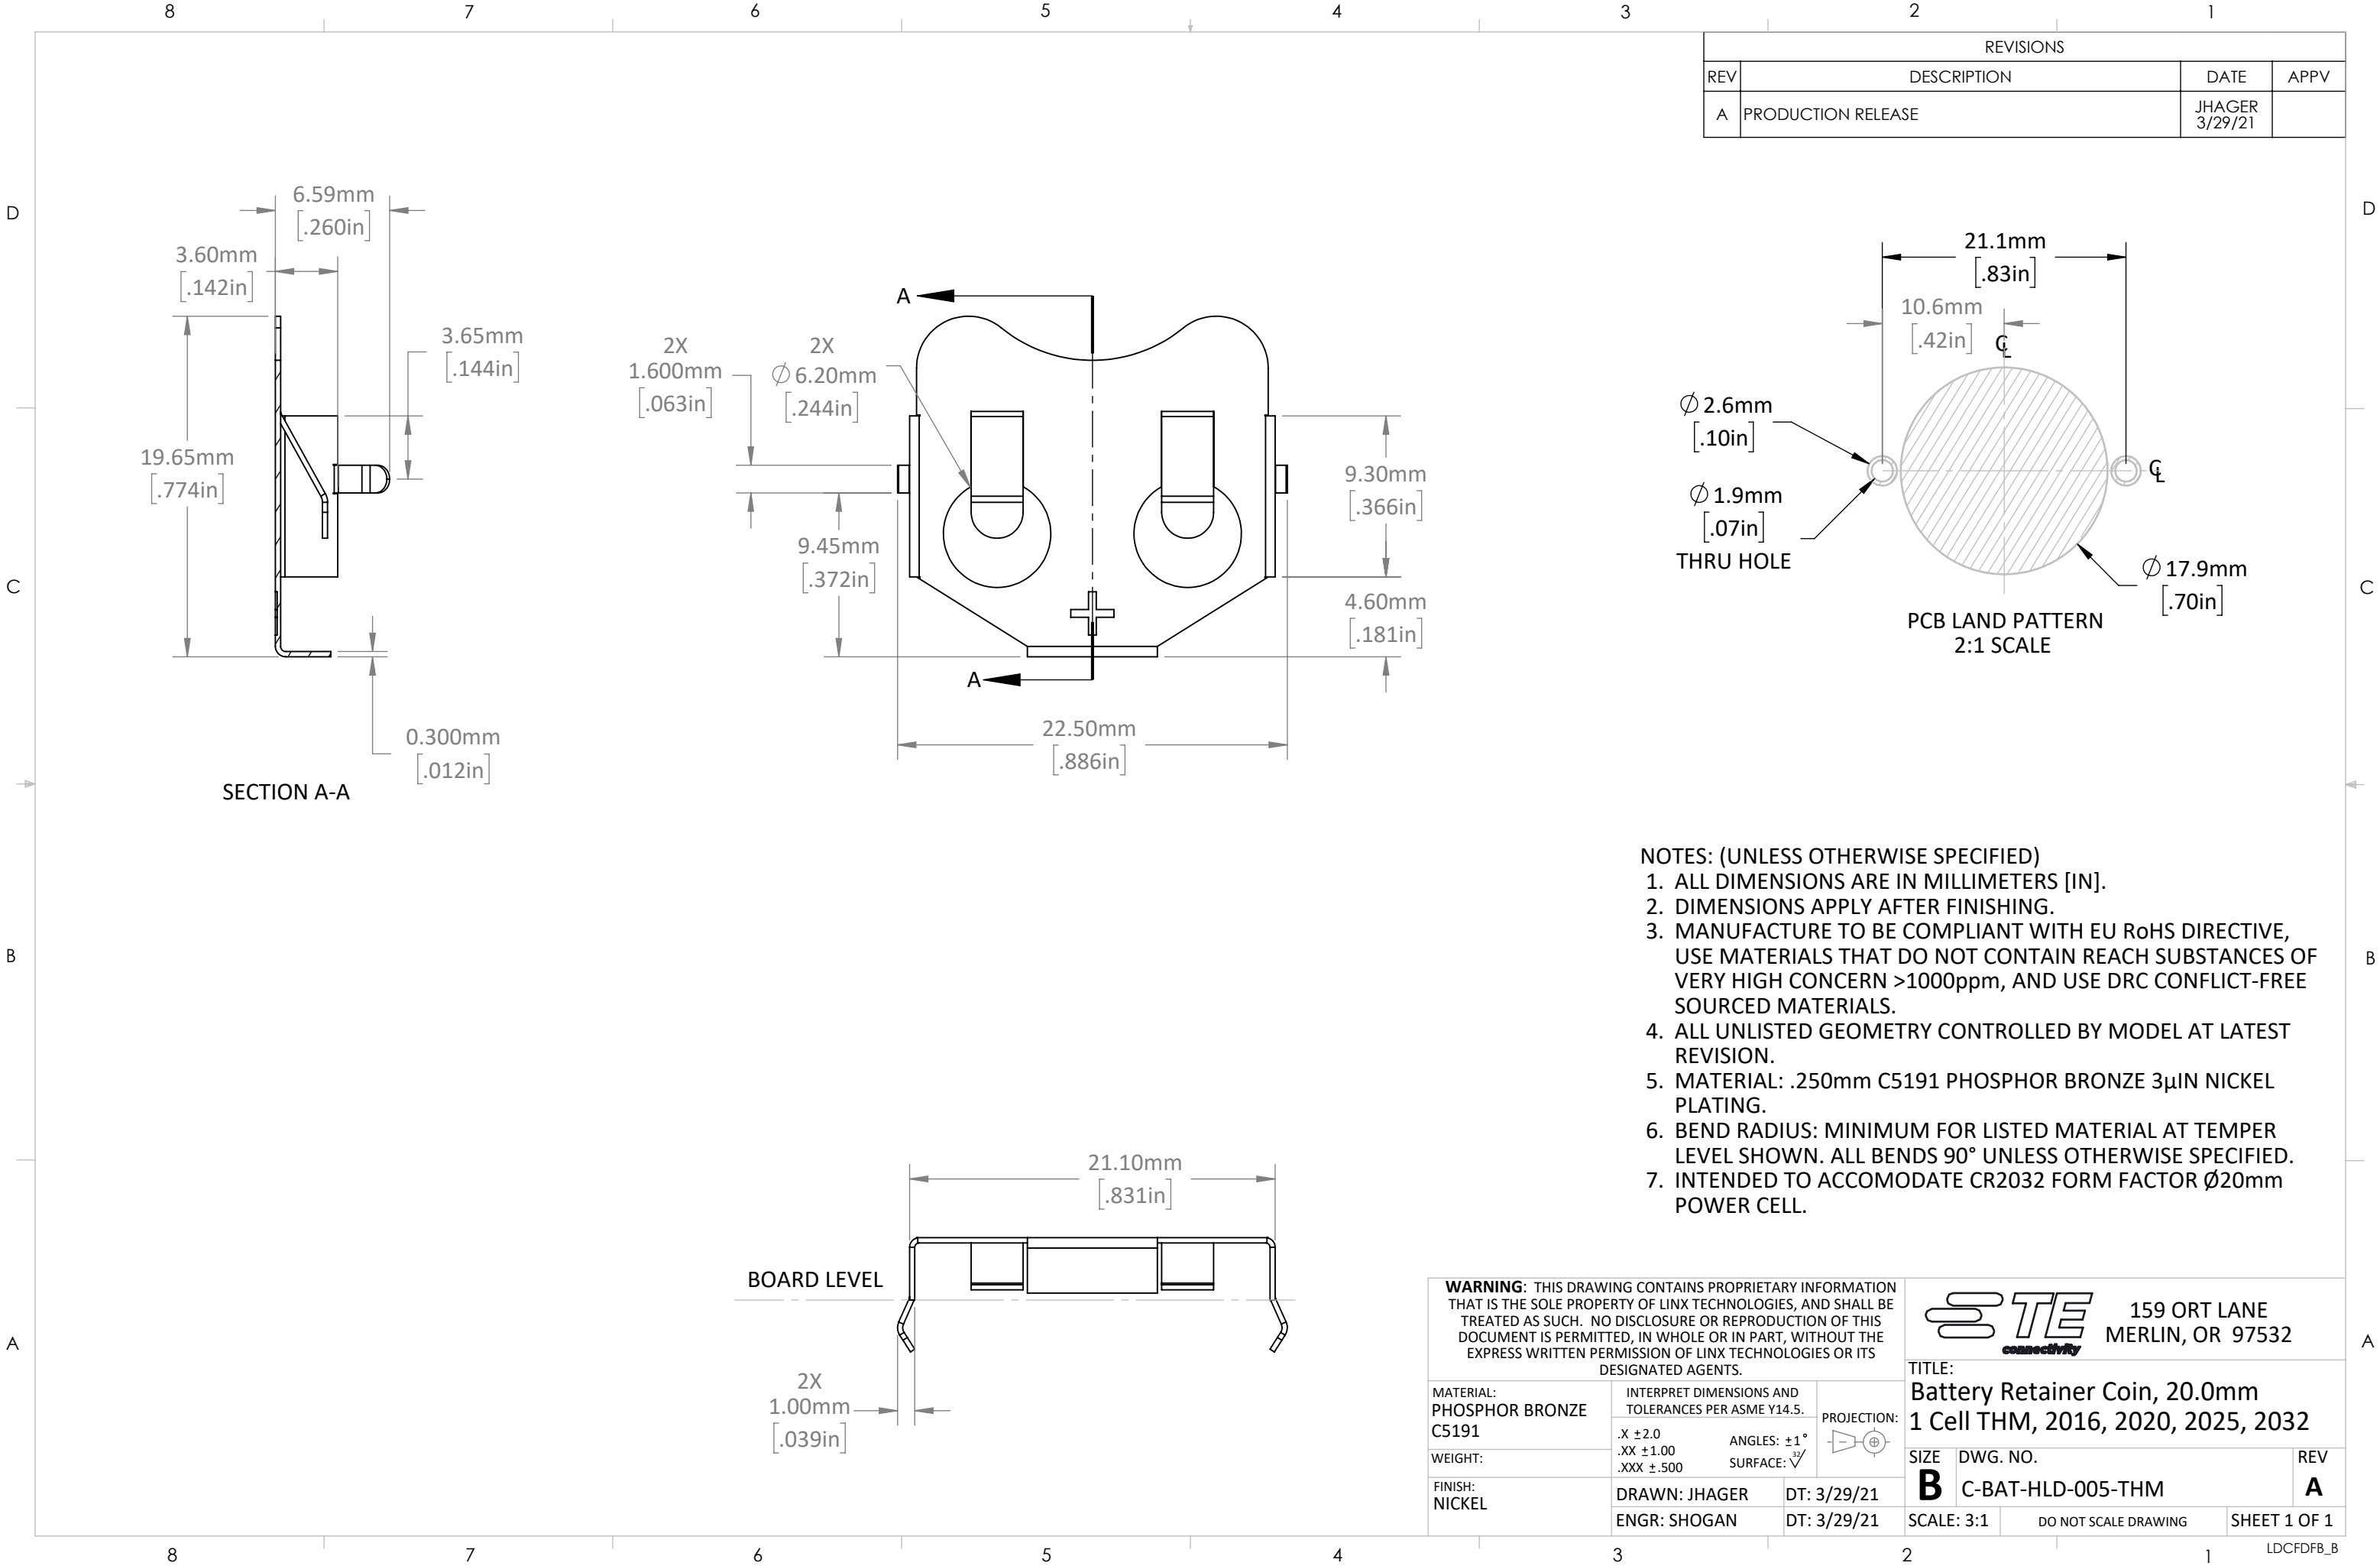 8 7 6 5 4 3 2 1
REVISIONS
REV DESCRIPTION DATE APPV
A PRODUCTION RELEASE JHAGER 3/29/21
D
D
C
C
B
B
A
A
6.59mm
[.260in]
3.60mm
[.142in]
3.65mm
[.144in]
19.65mm
[.774in]
0.300mm
[.012in]
SECTION A-A
A
2X
1.600mm
[.063in]
2X
∅ 6.20mm
[.244in]
9.45mm
[.372in]
9.30mm
[.366in]
4.60mm
[.181in]
A
22.50mm
[.886in]
21.1mm
[.83in]
10.6mm
[.42in]
℄
∅ 2.6mm
[.10in]
℄
∅ 1.9mm
[.07in]
THRU HOLE
∅ 17.9mm
[.70in]
PCB LAND PATTERN
2:1 SCALE
NOTES: (UNLESS OTHERWISE SPECIFIED)
1. ALL DIMENSIONS ARE IN MILLIMETERS [IN].
2. DIMENSIONS APPLY AFTER FINISHING.
3. MANUFACTURE TO BE COMPLIANT WITH EU RoHS DIRECTIVE,
USE MATERIALS THAT DO NOT CONTAIN REACH SUBSTANCES OF
VERY HIGH CONCERN >1000ppm, AND USE DRC CONFLICT-FREE
SOURCED MATERIALS.
4. ALL UNLISTED GEOMETRY CONTROLLED BY MODEL AT LATEST
REVISION.
5. MATERIAL: .250mm C5191 PHOSPHOR BRONZE 3µIN NICKEL
PLATING.
6. BEND RADIUS: MINIMUM FOR LISTED MATERIAL AT TEMPER
LEVEL SHOWN. ALL BENDS 90° UNLESS OTHERWISE SPECIFIED.
7. INTENDED TO ACCOMODATE CR2032 FORM FACTOR Ø20mm
POWER CELL.
21.10mm
[.831in]
BOARD LEVEL
2X
1.00mm
[.039in]
WARNING: THIS DRAWING CONTAINS PROPRIETARY INFORMATION
THAT IS THE SOLE PROPERTY OF LINX TECHNOLOGIES, AND SHALL BE
TREATED AS SUCH. NO DISCLOSURE OR REPRODUCTION OF THIS
DOCUMENT IS PERMITTED, IN WHOLE OR IN PART, WITHOUT THE
EXPRESS WRITTEN PERMISSION OF LINX TECHNOLOGIES OR ITS
DESIGNATED AGENTS.
TE
connectivity
159 ORT LANE
MERLIN, OR 97532
MATERIAL:
PHOSPHOR BRONZE
C5191
WEIGHT:
FINISH:
NICKEL
INTERPRET DIMENSIONS AND
TOLERANCES PER ASME Y14.5.
.X ±2.0
.XX ±1.00
.XXX ±.500
ANGLES: ±1°
SURFACE: 32
PROJECTION:
DRAWN: JHAGER DT: 3/29/21
ENGR: SHOGAN DT: 3/29/21
TITLE:
Battery Retainer Coin, 20.0mm
1 Cell THM, 2016, 2020, 2025, 2032
SIZE DWG. NO. REV
B C-BAT-HLD-005-THM A
SCALE: 3:1 DO NOT SCALE DRAWING SHEET 1 OF 1
8 7 6 5 4 3 2 1
LDCFDFB_B